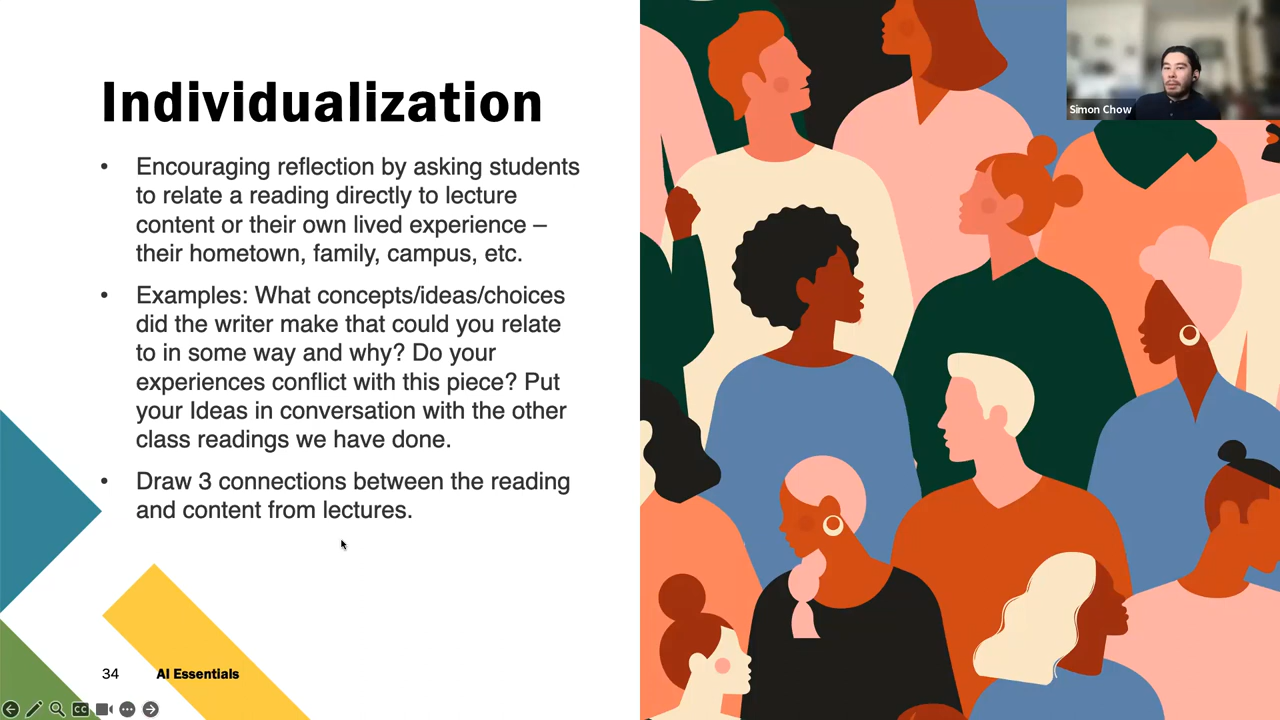 Individualization
Simon Chow
• Encouraging reflection by asking students
to relate a reading directly to lecture
content or their own lived experience –
their hometown, family, campus, etc.
• Examples: What concepts/ideas/choices
did the writer make that could you relate
to in some way and why? Do your
experiences conflict with this piece? Put
your Ideas in conversation with the other
class readings we have done.
• Draw 3 connections between the reading
and content from lectures.
34 AI Essentials
CC